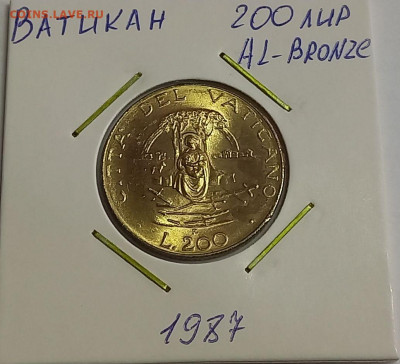 COINS.LAVE.RU
ВАТИКАН 200 ЛИР
AL-BRONZE
CITTA' DEL VATICANO
L.200
1987